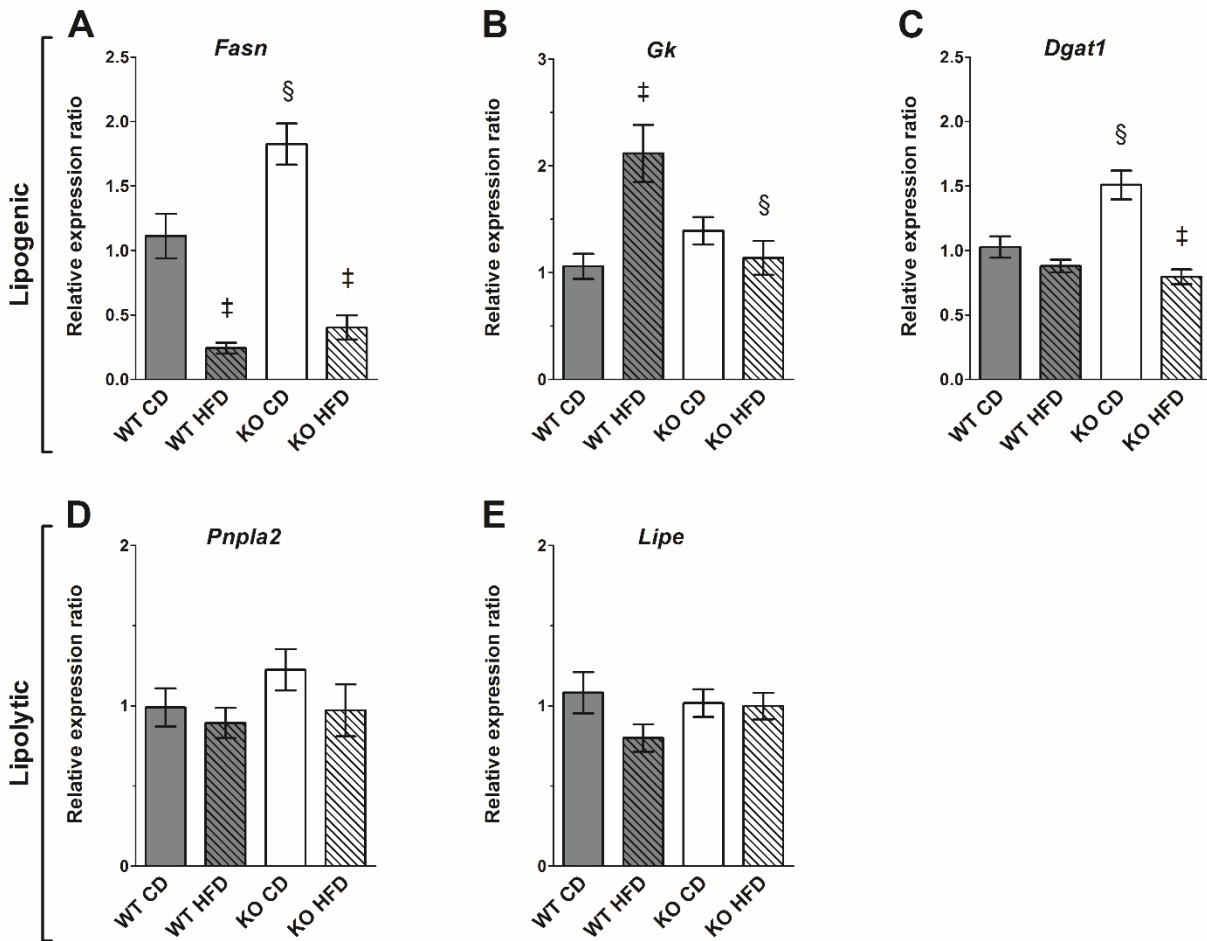 Lipogenic
A
Fasn
Relative expression ratio
2.5
2.0
1.5
1.0
0.5
0.0
§
‡
‡
WT CD
WT HFD
KO CD
KO HFD
B
Gk
Relative expression ratio
3
2
1
0
‡
§
WT CD
WT HFD
KO CD
KO HFD
C
Dgat1
Relative expression ratio
2.5
2.0
1.5
1.0
0.5
0.0
§
‡
WT CD
WT HFD
KO CD
KO HFD
Lipolytic
D
Pnpla2
Relative expression ratio
2
1
0
WT CD
WT HFD
KO CD
KO HFD
E
Lipe
Relative expression ratio
2
1
0
WT CD
WT HFD
KO CD
KO HFD